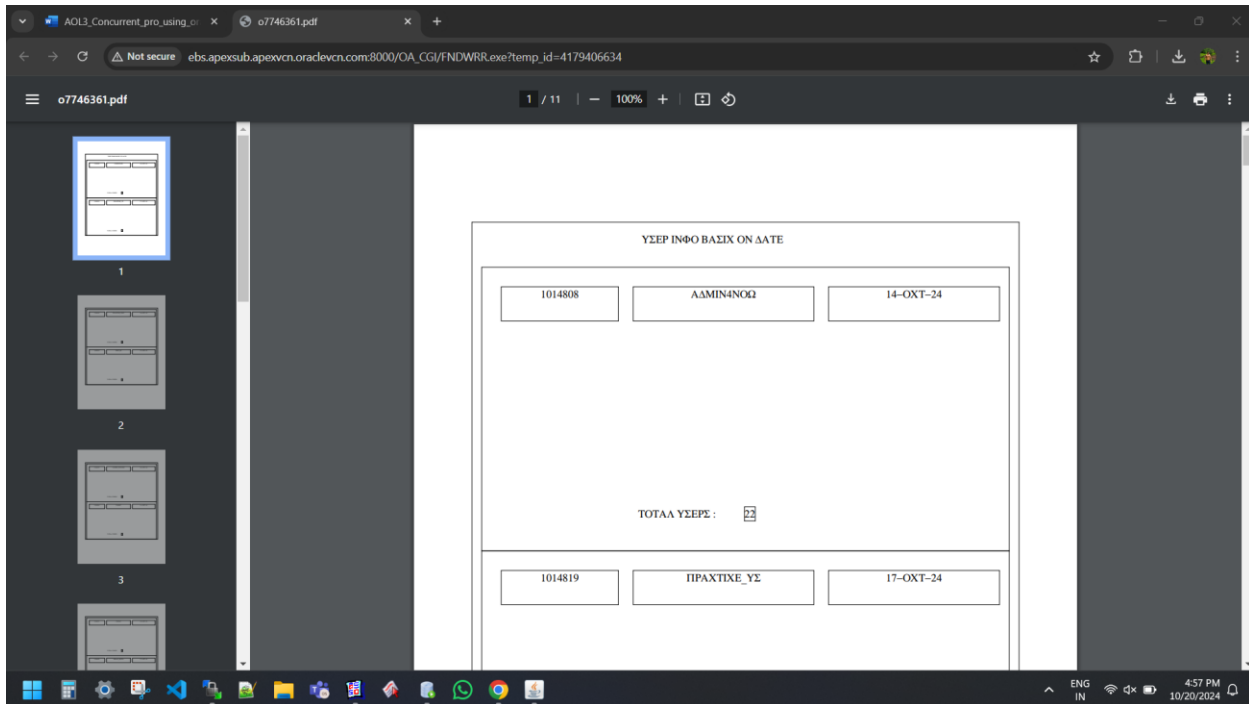 AOL3_Concurrent_pro_using_or
o7746361.pdf
Not secure ebs.apexsub.apexvcn.oraclevcn.com:8000/OA_CGI/FNDWRR.exe?temp_id=4179406634
o7746361.pdf
1 / 11 | − 100% +
1
2
3
ΥΣΕΡ ΙΝΦΟ ΒΑΣΙΧ ΟΝ ΔΑΤΕ
1014808 ΑΔΜΙΝ4ΝΟΩ 14−ΟΧΤ−24
ΤΟΤΑΛ ΥΣΕΡΣ : 22
1014819 ΠΡΑΧΤΙΧΕ_ΥΣ 17−ΟΧΤ−24
ENG
IN
4:57 PM
10/20/2024